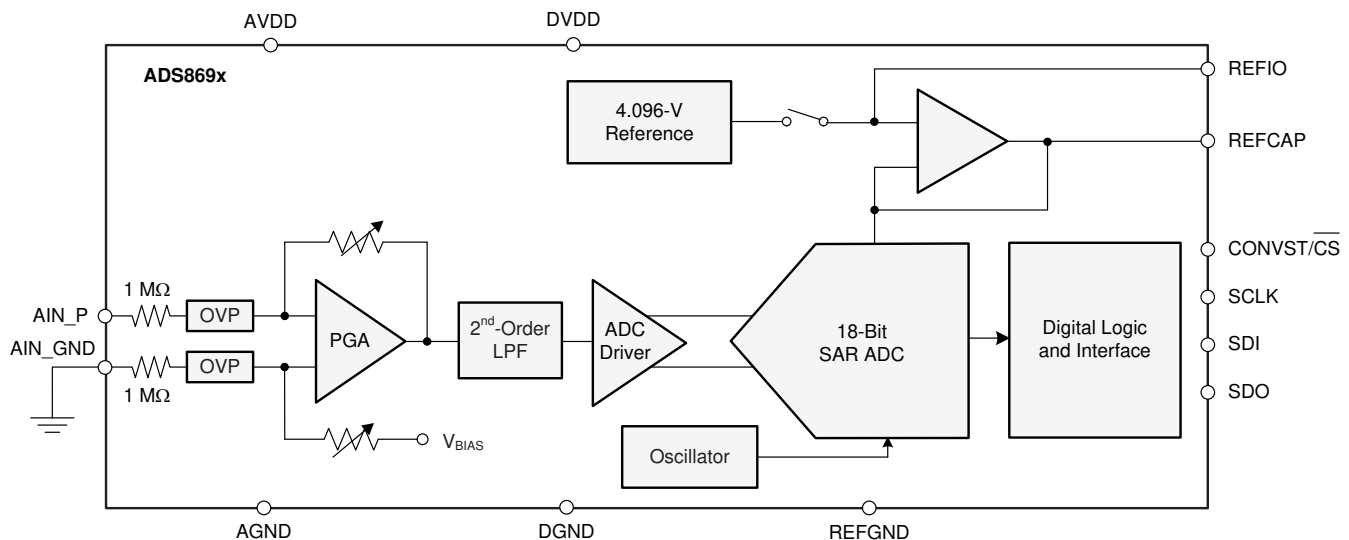 AVDD
DVDD
ADS869x
REFIO
4.096-V
Reference
REFCAP
CONVST/CS
1 MΩ
OVP
AIN_P
SCLK
PGA
2nd-Order
LPF
ADC
Driver
18-Bit
SAR ADC
Digital Logic
and Interface
AIN_GND
SDI
OVP
1 MΩ
SDO
VBIAS
Oscillator
AGND
DGND
REFGND